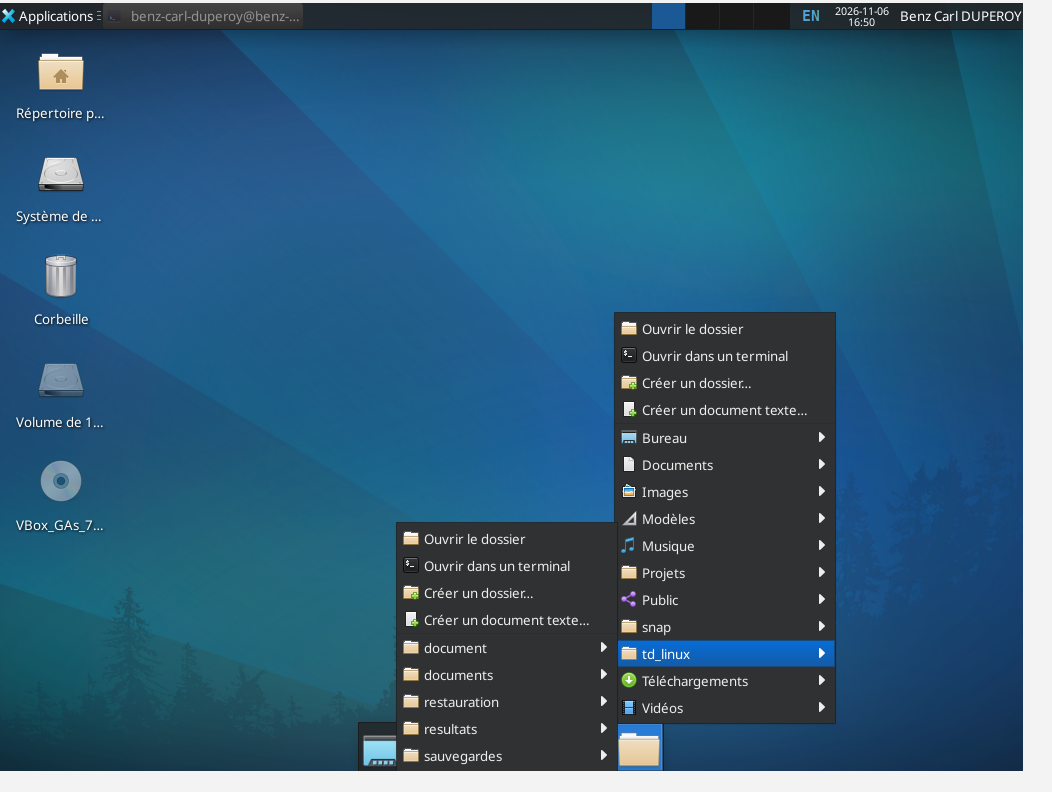 Applications
benz-carl-duperoy@benz-...
EN
2026-11-06
16:50
Benz Carl DUPEROY
Répertoire p...
Système de ...
Corbeille
Volume de 1...
VBox_GAs_7...
Ouvrir le dossier
Ouvrir dans un terminal
Créer un dossier...
Créer un document texte...
Bureau
Documents
Images
Modèles
Musique
Projets
Public
snap
td_linux
Téléchargements
Vidéos
Ouvrir le dossier
Ouvrir dans un terminal
Créer un dossier...
Créer un document texte...
document
documents
restauration
resultats
sauvegardes